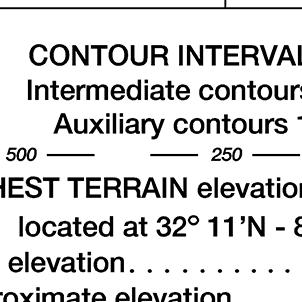 CONTOUR INTERVAL
Intermediate contours
Auxiliary contours
500 250
HEST TERRAIN elevation
located at 32° 11'N - 8
elevation. . . . . . . . . .
roximate elevation